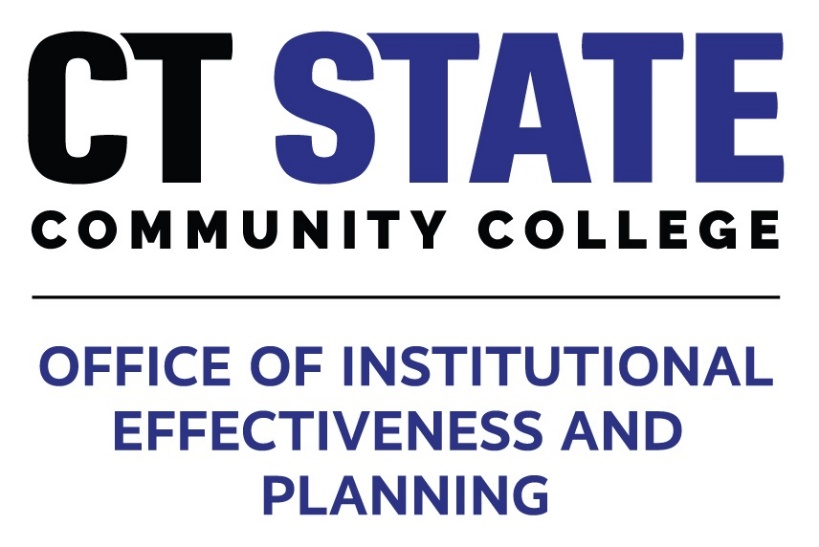 CT STATE
COMMUNITY COLLEGE
OFFICE OF INSTITUTIONAL
EFFECTIVENESS AND
PLANNING